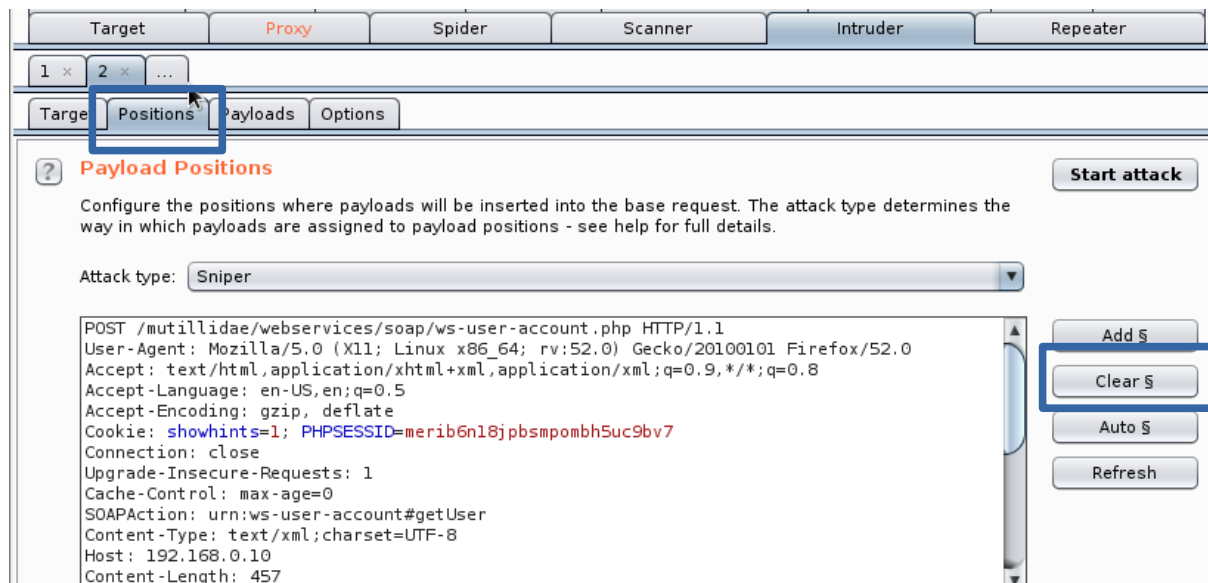 Target Proxy Spider Scanner Intruder Repeater
1 × 2 × ...
Targe Positions Payloads Options
? Payload Positions
Start attack
Configure the positions where payloads will be inserted into the base request. The attack type determines the
way in which payloads are assigned to payload positions - see help for full details.
Attack type: Sniper
POST /mutillidae/webservices/soap/ws-user-account.php HTTP/1.1
User-Agent: Mozilla/5.0 (X11; Linux x86_64; rv:52.0) Gecko/20100101 Firefox/52.0
Accept: text/html,application/xhtml+xml,application/xml;q=0.9,*/*;q=0.8
Accept-Language: en-US,en;q=0.5
Accept-Encoding: gzip, deflate
Cookie: showhints=1; PHPSESSID=merib6n18jpbsmpombh5uc9bv7
Connection: close
Upgrade-Insecure-Requests: 1
Cache-Control: max-age=0
SOAPAction: urn:ws-user-account#getUser
Content-Type: text/xml;charset=UTF-8
Host: 192.168.0.10
Content-Length: 457
Add §
Clear §
Auto §
Refresh